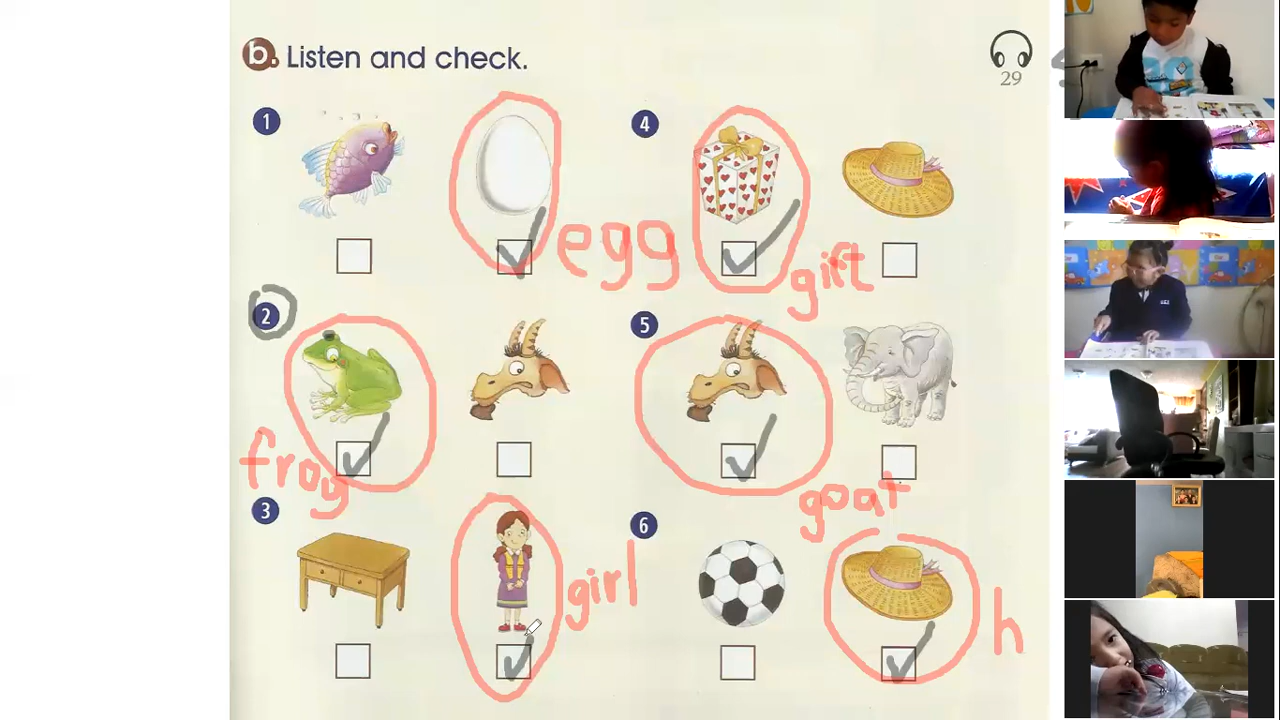 b. Listen and check.
29
1
egg
4
gift
2
frog
5
goat
3
girl
6
h